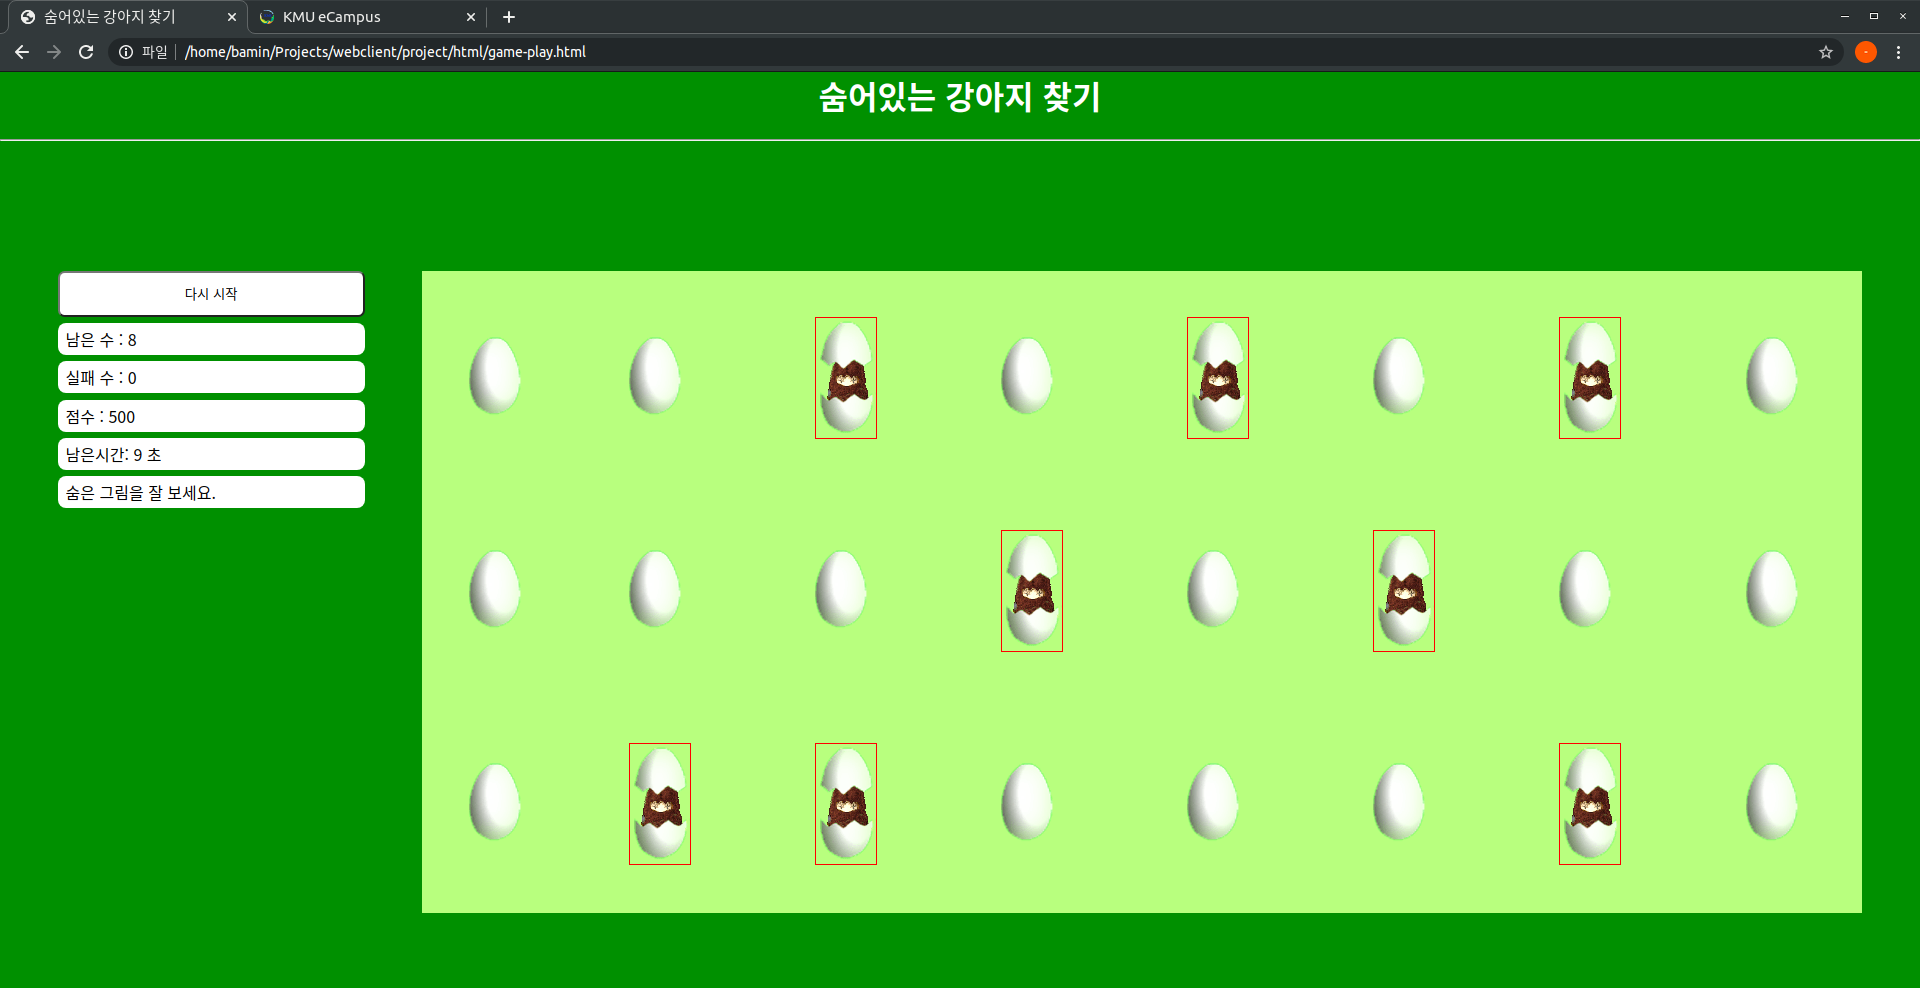 숨어있는 강아지 찾기
KMU eCampus
파일 /home/bamin/Projects/webclient/project/html/game-play.html
숨어있는 강아지 찾기
다시 시작
남은 수 : 8
실패 수 : 0
점수 : 500
남은시간: 9 초
숨은 그림을 잘 보세요.